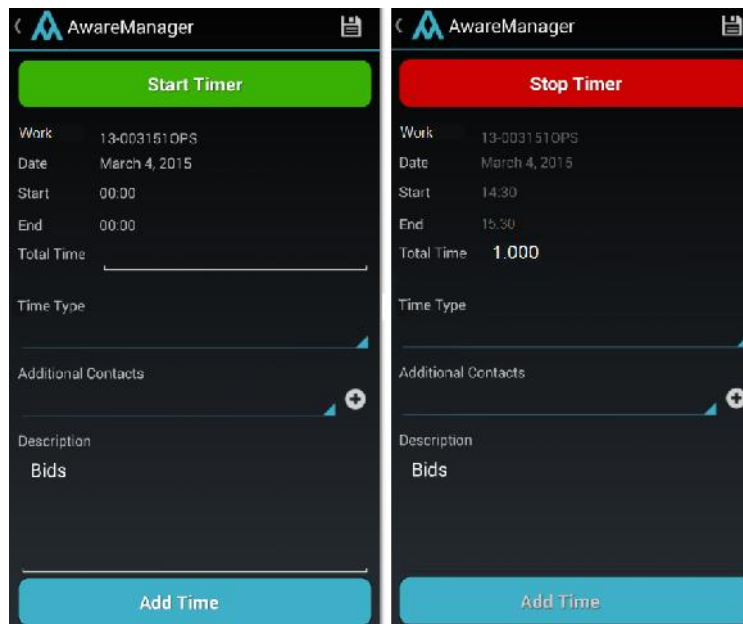 AwareManager
Start Timer
Work 13-003151OPS
Date March 4, 2015
Start 00:00
End 00:00
Total Time
Time Type
Additional Contacts
Description
Bids
Add Time
AwareManager
Stop Timer
Work 13-003151OPS
Date March 4, 2015
Start 14:30
End 15:30
Total Time 1.000
Time Type
Additional Contacts
Description
Bids
Add Time